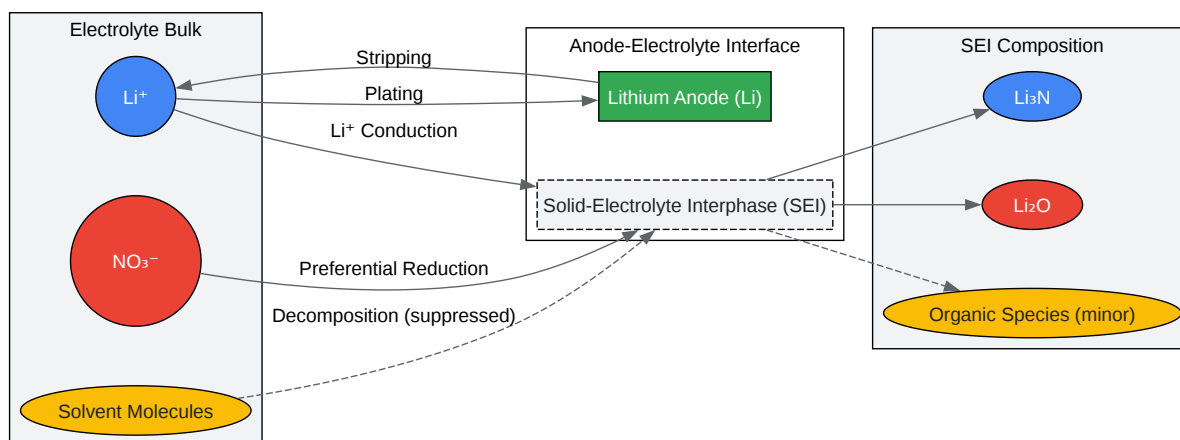 Electrolyte Bulk
Li⁺
NO₃⁻
Solvent Molecules
Stripping
Plating
Li⁺ Conduction
Preferential Reduction
Decomposition (suppressed)
Anode-Electrolyte Interface
Lithium Anode (Li)
Solid-Electrolyte Interphase (SEI)
SEI Composition
Li₃N
Li₂O
Organic Species (minor)